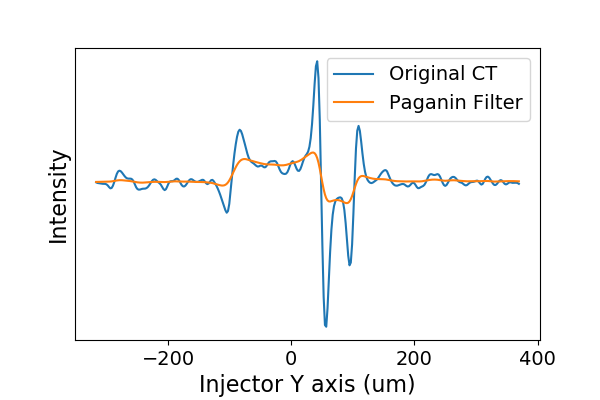 Original CT
Paganin Filter
Intensity
−200
0
200
400
Injector Y axis (um)